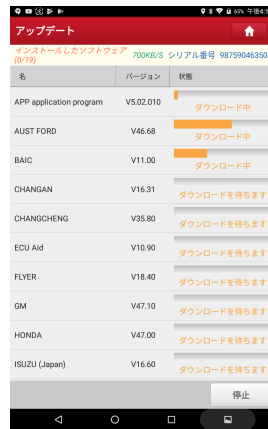 65% 午後4:1
アップデート
インストールしたソフトウェア 700KB/S シリアル番号 98759046350
(0/19)
名 バージョン 状態
APP application program V5.02.010 ダウンロード中
AUST FORD V46.68 ダウンロード中
BAIC V11.00 ダウンロード中
CHANGAN V16.31 ダウンロードを待ちます
CHANGCHENG V35.80 ダウンロードを待ちます
ECU Aid V10.90 ダウンロードを待ちます
FLYER V18.40 ダウンロードを待ちます
GM V47.10 ダウンロードを待ちます
HONDA V47.00 ダウンロードを待ちます
ISUZU (Japan) V16.60 ダウンロードを待ちます
停止